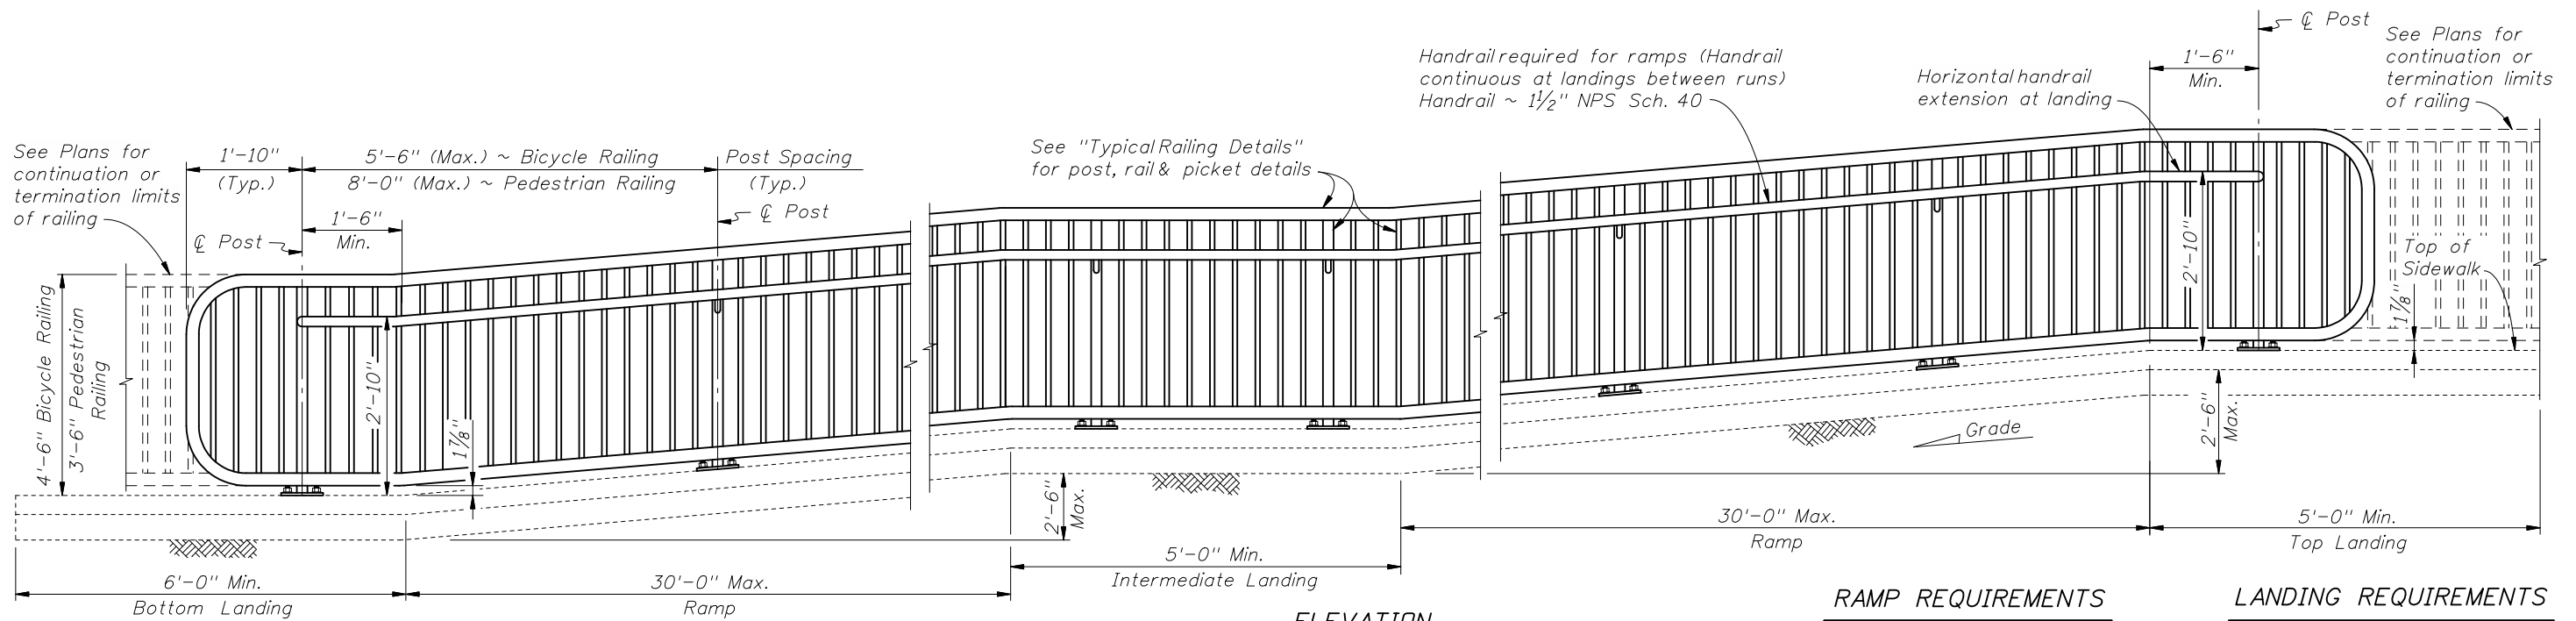 See Plans for
continuation or
termination limits
of railing
1'-10"
(Typ.)
5'-6" (Max.) ~ Bicycle Railing
8'-0" (Max.) ~ Pedestrian Railing
Post Spacing
(Typ.)
℄ Post
1'-6"
Min.
℄ Post
4'-6" Bicycle Railing
3'-6" Pedestrian
Railing
2'-10"
1⅞"
See "Typical Railing Details"
for post, rail & picket details
Handrail required for ramps (Handrail
continuous at landings between runs)
Handrail ~ 1½" NPS Sch. 40
Horizontal handrail
extension at landing
℄ Post
1'-6"
Min.
See Plans for
continuation or
termination limits
of railing
Top of
Sidewalk
2'-10"
1⅞"
2'-6"
Max.
Grade
2'-6"
Max.
30'-0" Max.
Ramp
5'-0" Min.
Top Landing
5'-0" Min.
Intermediate Landing
6'-0" Min.
Bottom Landing
30'-0" Max.
Ramp
ELEVATION
RAMP REQUIREMENTS
LANDING REQUIREMENTS